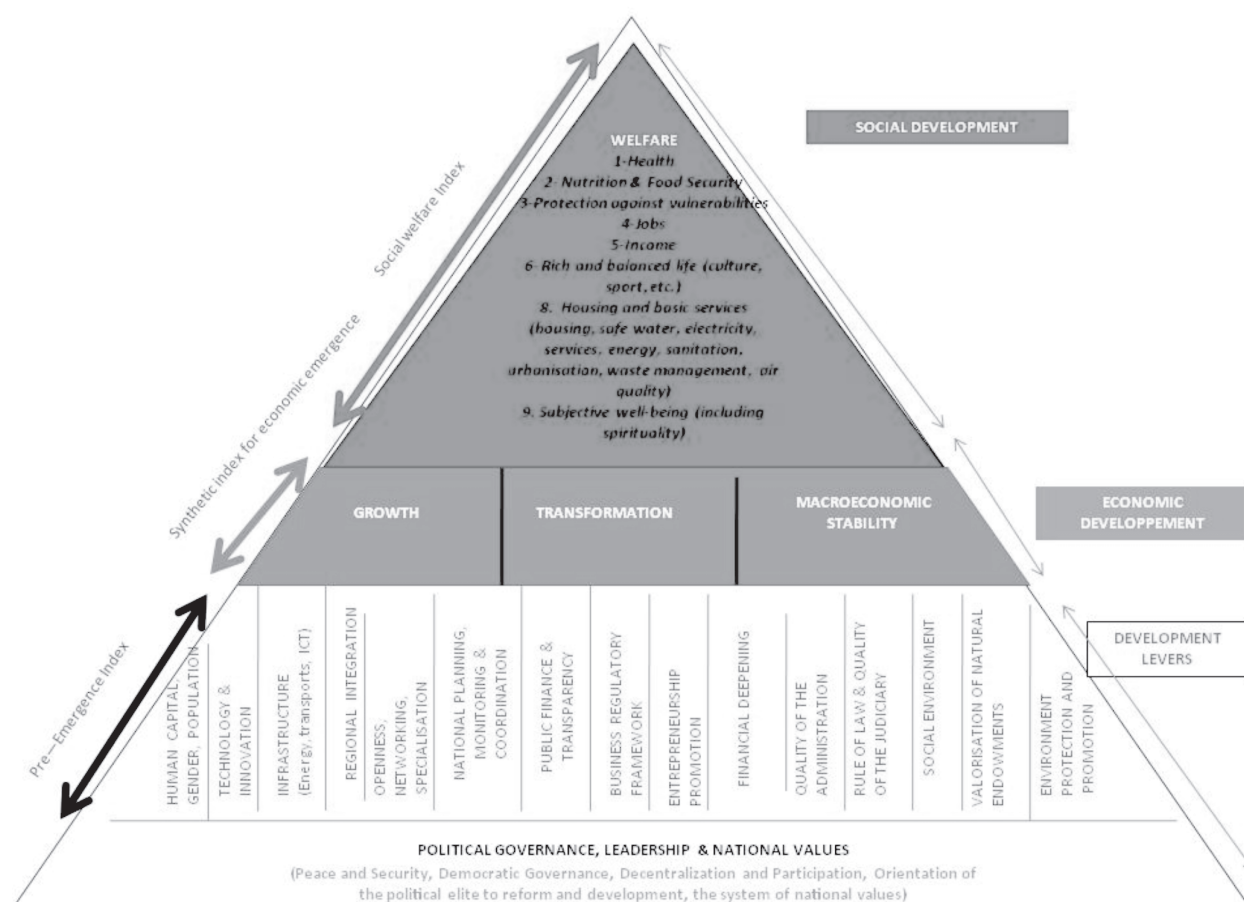 SOCIAL DEVELOPMENT
WELFARE
1-Health
2- Nutrition & Food Security
3-Protection against vulnerabilities
4-Jobs
5-Income
6- Rich and balanced life (culture,
sport, etc.)
8. Housing and basic services
(housing, safe water, electricity,
services, energy, sanitation,
urbanisation, waste management, air
quality)
9. Subjective well-being (including
spirituality)
Social welfare Index
Synthetic index for economic emergence
Pre—Emergence Index
GROWTH
TRANSFORMATION
MACROECONOMIC
STABILITY
ECONOMIC
DEVELOPPEMENT
DEVELOPMENT
LEVERS
HUMAN CAPITAL,
GENDER, POPULATION
TECHNOLOGY &
INNOVATION
INFRASTRUCTURE
(Energy, transports, ICT)
REGIONAL INTEGRATION
OPENNESS,
NETWORKING,
SPECIALISATION
NATIONAL PLANNING,
MONITORING &
COORDINATION
PUBLIC FINANCE &
TRANSPARENCY
BUSINESS REGULATORY
FRAMEWORK
ENTREPRENEURSHIP
PROMOTION
FINANCIAL DEEPENING
QUALITY OF THE
ADMINISTRATION
RULE OF LAW & QUALITY
OF THE JUDICIARY
SOCIAL ENVIRONMENT
VALORISATION OF NATURAL
ENDOWMENTS
ENVIRONMENT
PROTECTION AND
PROMOTION
POLITICAL GOVERNANCE, LEADERSHIP & NATIONAL VALUES
(Peace and Security, Democratic Governance, Decentralization and Participation, Orientation of
the political elite to reform and development, the system of national values)